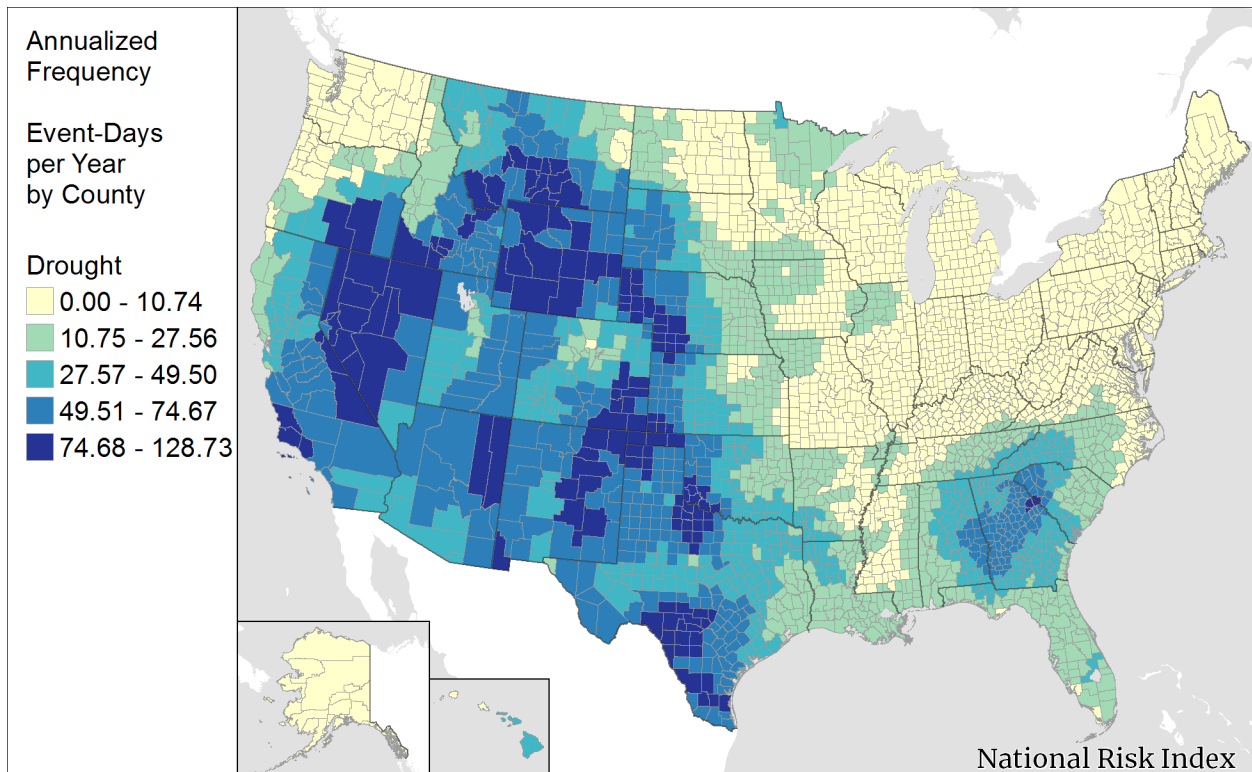 Annualized
Frequency
Event-Days
per Year
by County
Drought
0.00 - 10.74
10.75 - 27.56
27.57 - 49.50
49.51 - 74.67
74.68 - 128.73
National Risk Index